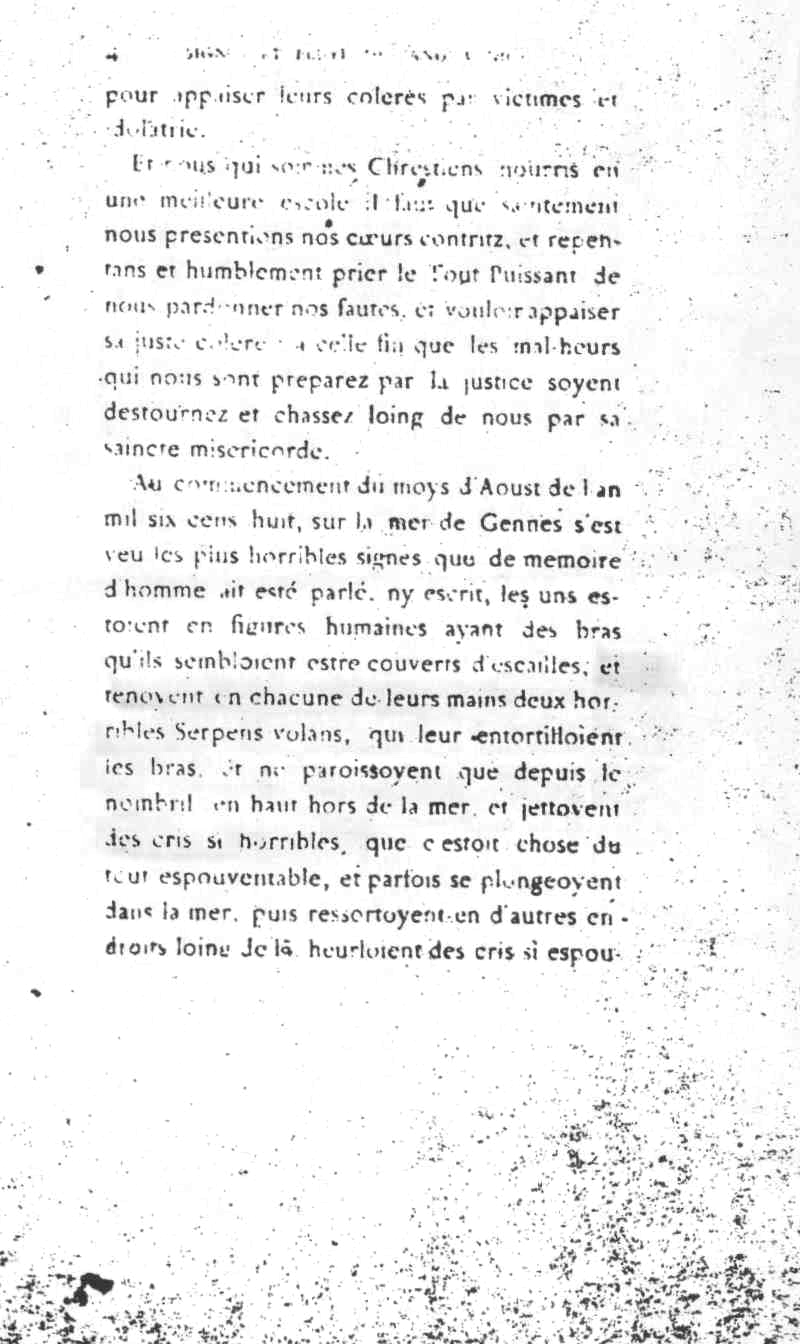 4
pour appaiser leurs colerès par victimes et
idolatrie.
Et nous qui sommes Chrestiens nourris en
une meilleure escole il faut que sainctement
nous presentions nos cœurs contritz, et repen-
tans et humblement prier le Tout Puissant de
nous pardonner nos fautes, et vouloir appaiser
sa juste colere a celle fin que les mal-heurs
qui nous sont preparez par la justice soyent
destournez et chassez loing de nous par sa
saincte misericorde.
Au commencement du moys d'Aoust de l'an
mil six cens huit, sur la mer de Gennes s'est
veu les plus horribles signes que de memoire
d'homme ait esté parlé, ny escrit, les uns es-
toient en figures humaines ayant des bras
qu'ils sembloient estre couverts d'escailles, et
tenoyent en chacune de leurs mains deux hor-
ribles Serpens volans, qui leur entortilloient
les bras, et ne paroissoyent que depuis le
nombril en haut hors de la mer, et jettoyent
des cris si horribles, que c'estoit chose du
tout espouventable, et parfois se plongeoyent
dans la mer, puis ressortoyent en d'autres en-
droits loing de là, heurloient des cris si espou-